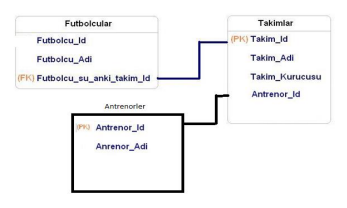 Futbolcular
Futbolcu_Id
Futbolcu_Adi
(FK) Futbolcu_su_anki_takim_Id
Takimlar
(PK) Takim_Id
Takim_Adi
Takim_Kurucusu
Antrenor_Id
Antrenorler
(PK) Antrenor_Id
Anrenor_Adi